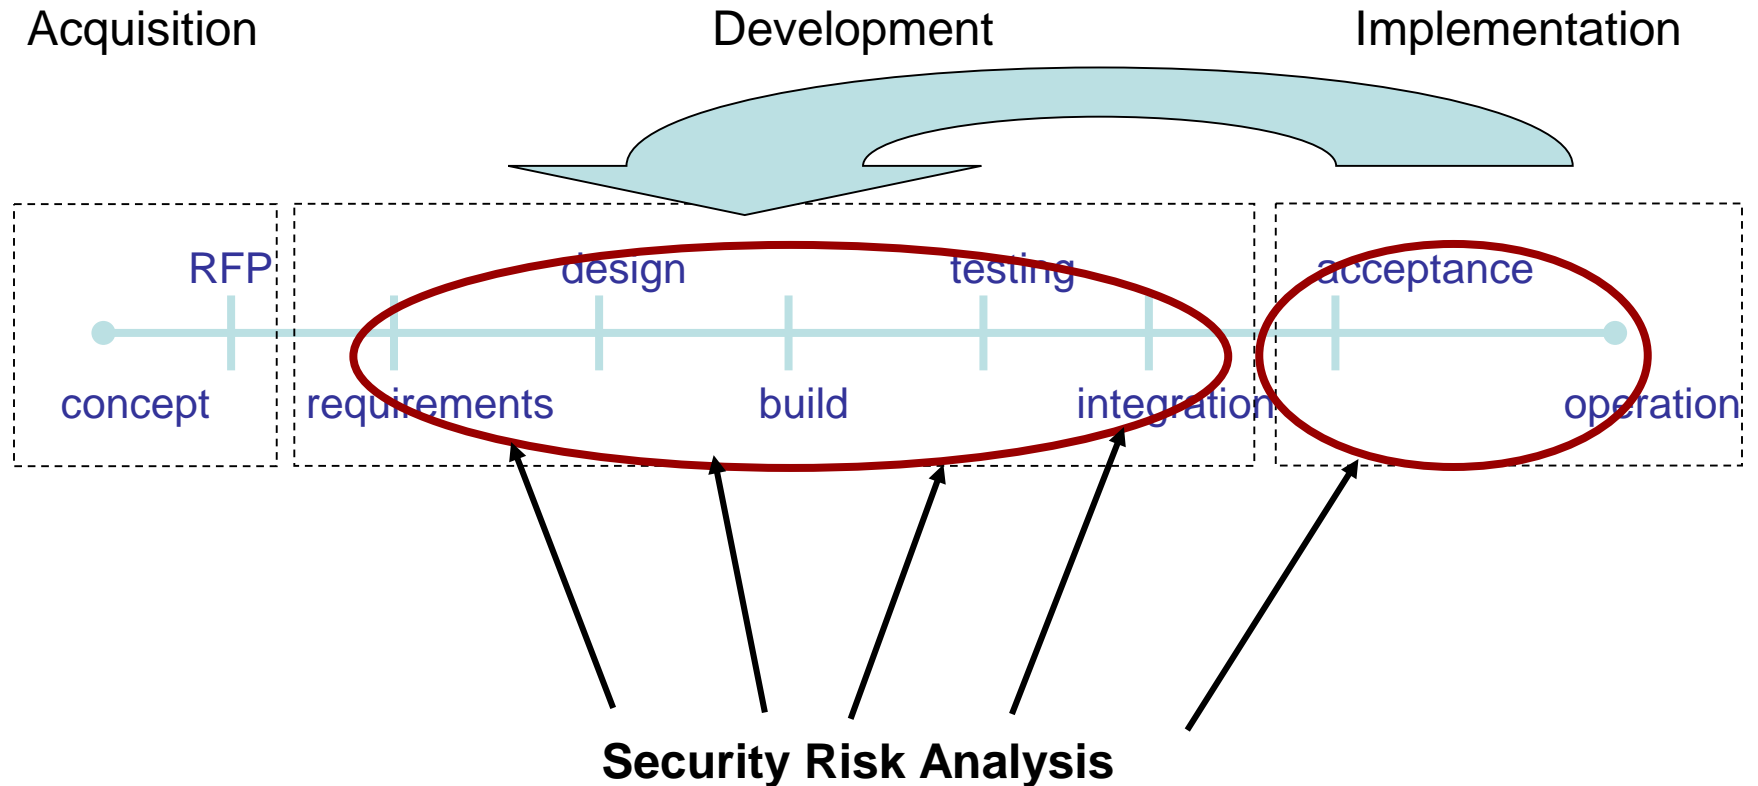 Acquisition Development Implementation
RFP design testing acceptance
concept requirements build integration operation
Security Risk Analysis